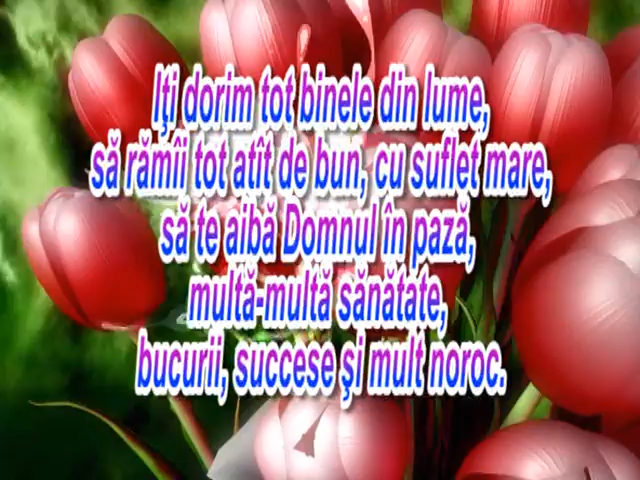 Iţi dorim tot binele din lume,
să rămîi tot atît de bun, cu suflet mare,
să te aibă Domnul în pază,
multă-multă sănătate,
bucurii, succese şi mult noroc.